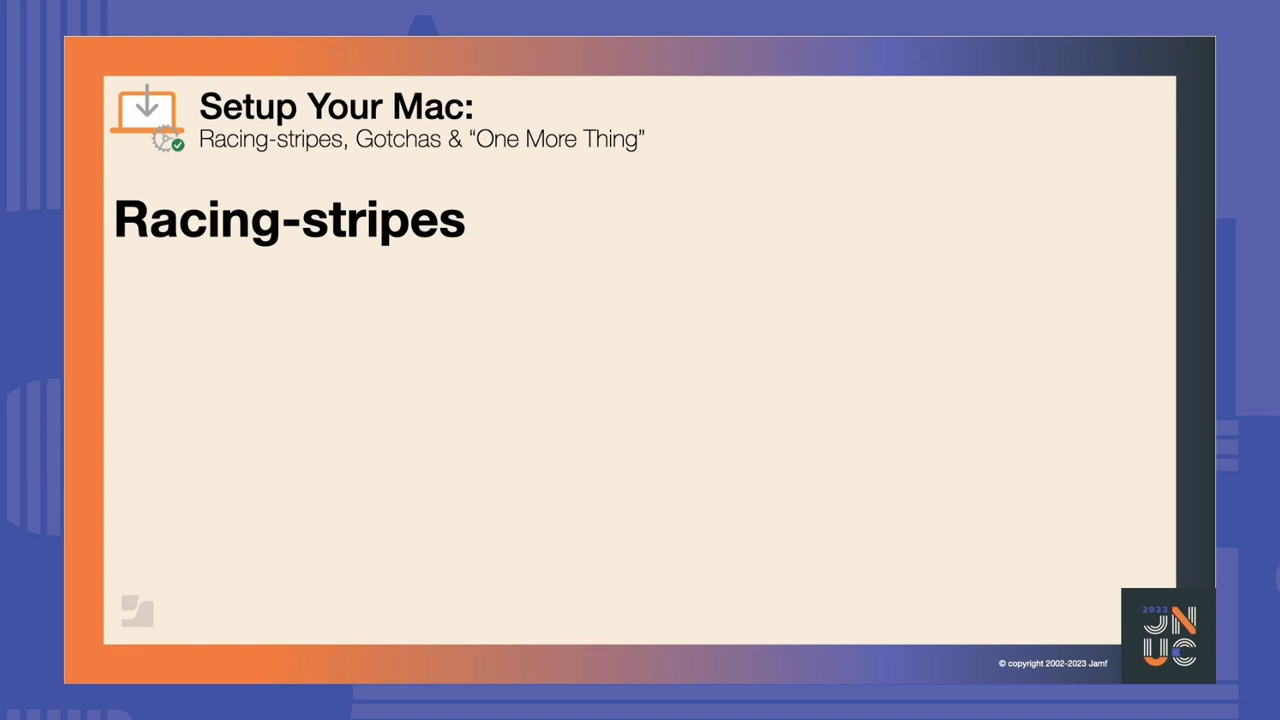 Setup Your Mac:
Racing-stripes, Gotchas & “One More Thing”
Racing-stripes
2023
JN
UC
© copyright 2002-2023 Jamf